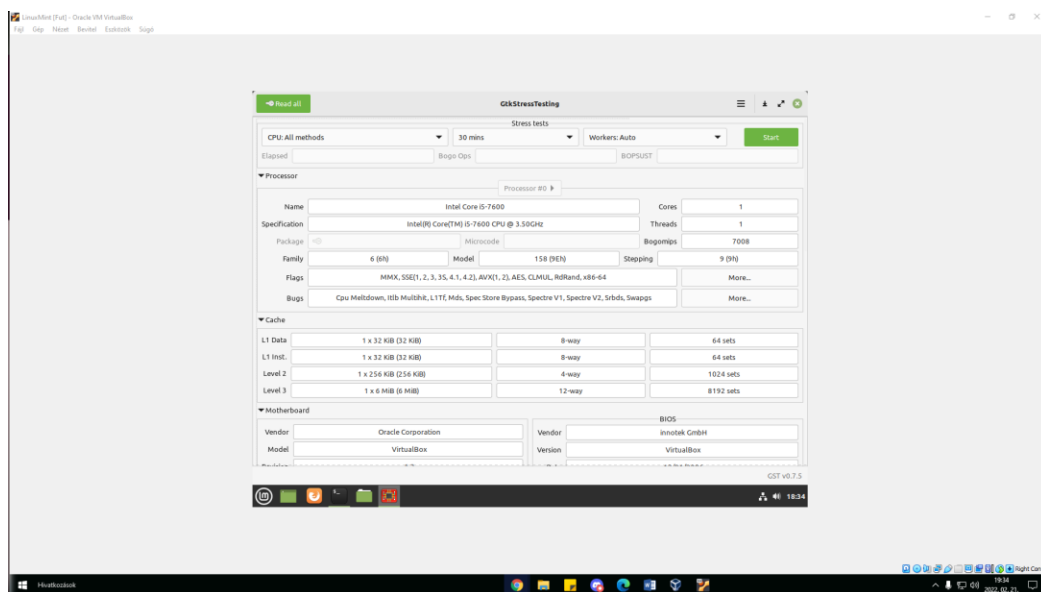 LinuxMint [Fut] - Oracle VM VirtualBox
Fájl Gép Nézet Bevitel Eszközök Súgó
Read all GtkStressTesting
Stress tests
CPU: All methods 30 mins Workers: Auto Start
Elapsed Bogo Ops BOPSUST
Processor
Processor #0
Name Intel Core i5-7600 Cores 1
Specification Intel(R) Core(TM) i5-7600 CPU @ 3.50GHz Threads 1
Package Microcode Bogomips 7008
Family 6 (6h) Model 158 (9Eh) Stepping 9 (9h)
Flags MMX, SSE(1, 2, 3, 3S, 4.1, 4.2), AVX(1, 2), AES, CLMUL, RdRand, x86-64 More...
Bugs Cpu Meltdown, Itlb Multihit, L1Tf, Mds, Spec Store Bypass, Spectre V1, Spectre V2, Srbds, Swapgs More...
Cache
L1 Data 1 x 32 KiB (32 KiB) 8-way 64 sets
L1 Inst. 1 x 32 KiB (32 KiB) 8-way 64 sets
Level 2 1 x 256 KiB (256 KiB) 4-way 1024 sets
Level 3 1 x 6 MiB (6 MiB) 12-way 8192 sets
Motherboard
BIOS
Vendor Oracle Corporation Vendor innotek GmbH
Model VirtualBox Version VirtualBox
GST v0.7.5
18:34
Right Con
Hivatkozások
19:34
2022. 02. 21.